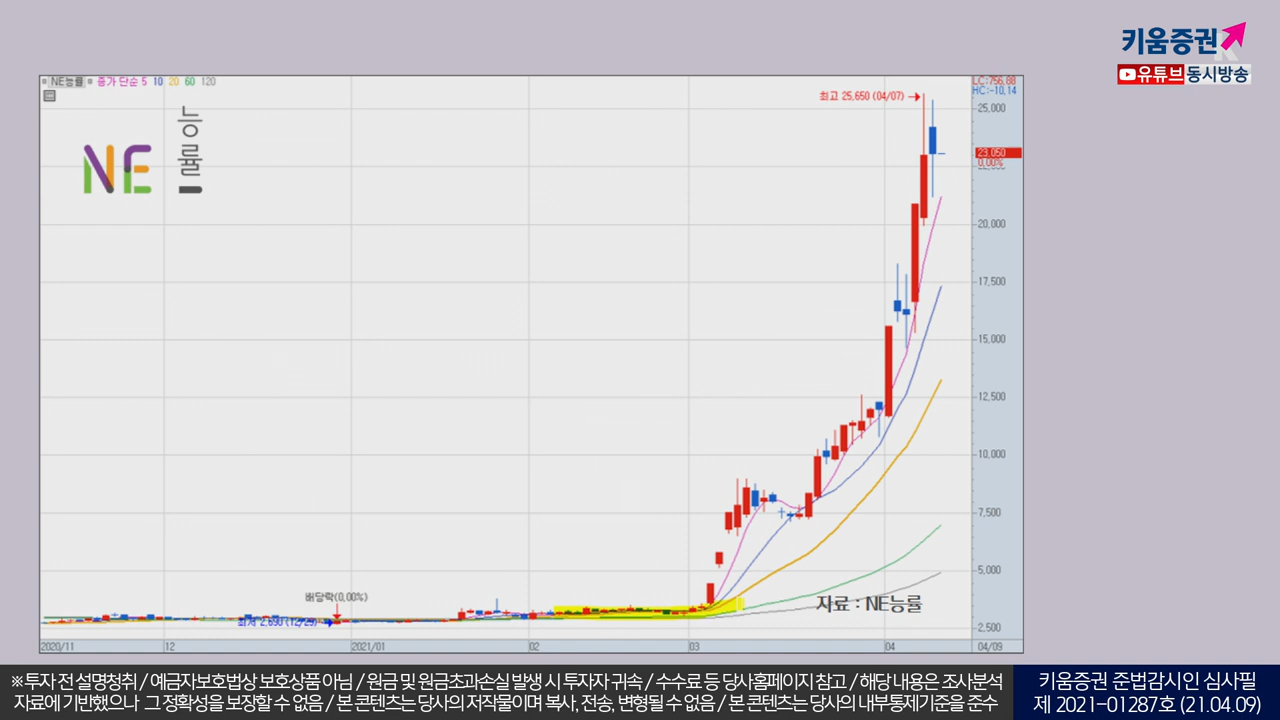 키움증권
유튜브 동시방송
NE능률 종가 단순 5 10 20 60 120
LC:756.88
HC:-10.14
최고 25,650 (04/07)
NE 능률
25,000
23,050
0.00%
20,000
17,500
15,000
12,500
10,000
7,500
5,000
2,500
배당락(0.00%)
최저 2,690 (12/29)
자료 : NE능률
2020/11 12 2021/01 02 03 04 04/09
※ 투자 전 설명청취 / 예금자보호법상 보호상품 아님 / 원금 및 원금초과손실 발생 시 투자자 귀속 / 수수료 등 당사홈페이지 참고 / 해당 내용은 조사분석
자료에 기반했으나 그 정확성을 보장할 수 없음 / 본 콘텐츠는 당사의 저작물이며 복사, 전송, 변형될 수 없음 / 본 콘텐츠는 당사의 내부통제기준을 준수
키움증권 준법감시인 심사필
제 2021-01287호 (21.04.09)